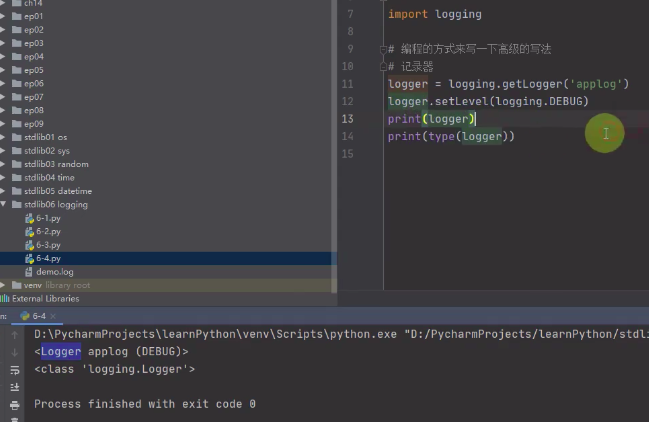 ch14
ep01
ep02
ep03
ep04
ep05
ep06
ep07
ep08
ep09
stdlib01 os
stdlib02 sys
stdlib03 random
stdlib04 time
stdlib05 datetime
stdlib06 logging
6-1.py
6-2.py
6-3.py
6-4.py
demo.log
venv library root
External Libraries
7 import logging
8
9 # 编程的方式来写一下高级的写法
10 # 记录器
11 logger = logging.getLogger('applog')
12 logger.setLevel(logging.DEBUG)
13 print(logger)
14 print(type(logger))
15
n: 6-4
D:\PycharmProjects\learnPython\venv\Scripts\python.exe "D:/PycharmProjects/learnPython/stdli
<Logger applog (DEBUG)>
<class 'logging.Logger'>
Process finished with exit code 0